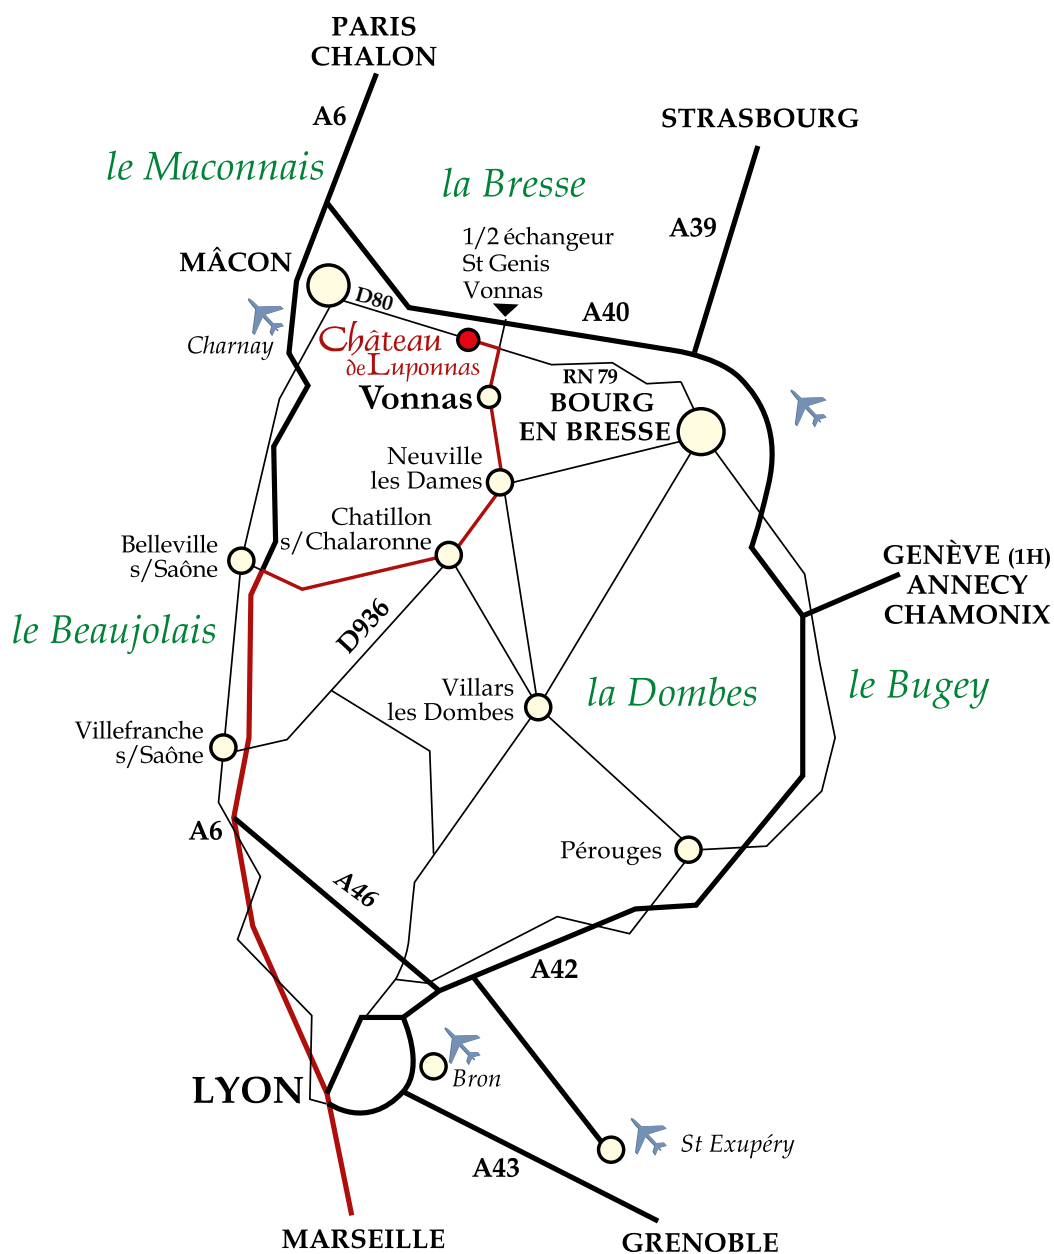 PARIS
CHALON
A6
STRASBOURG
le Maconnais
la Bresse
A39
1/2 échangeur
St Genis
Vonnas
MÂCON
D80
A40
Charnay
Château
de Luponnas
RN 79
Vonnas
BOURG
EN BRESSE
Neuville
les Dames
Chatillon
s/Chalaronne
Belleville
s/Saône
GENÈVE (1H)
ANNECY
CHAMONIX
le Beaujolais
D936
Villars
les Dombes
la Dombes
le Bugey
Villefranche
s/Saône
A6
Pérouges
A46
A42
LYON
Bron
St Exupéry
A43
MARSEILLE
GRENOBLE